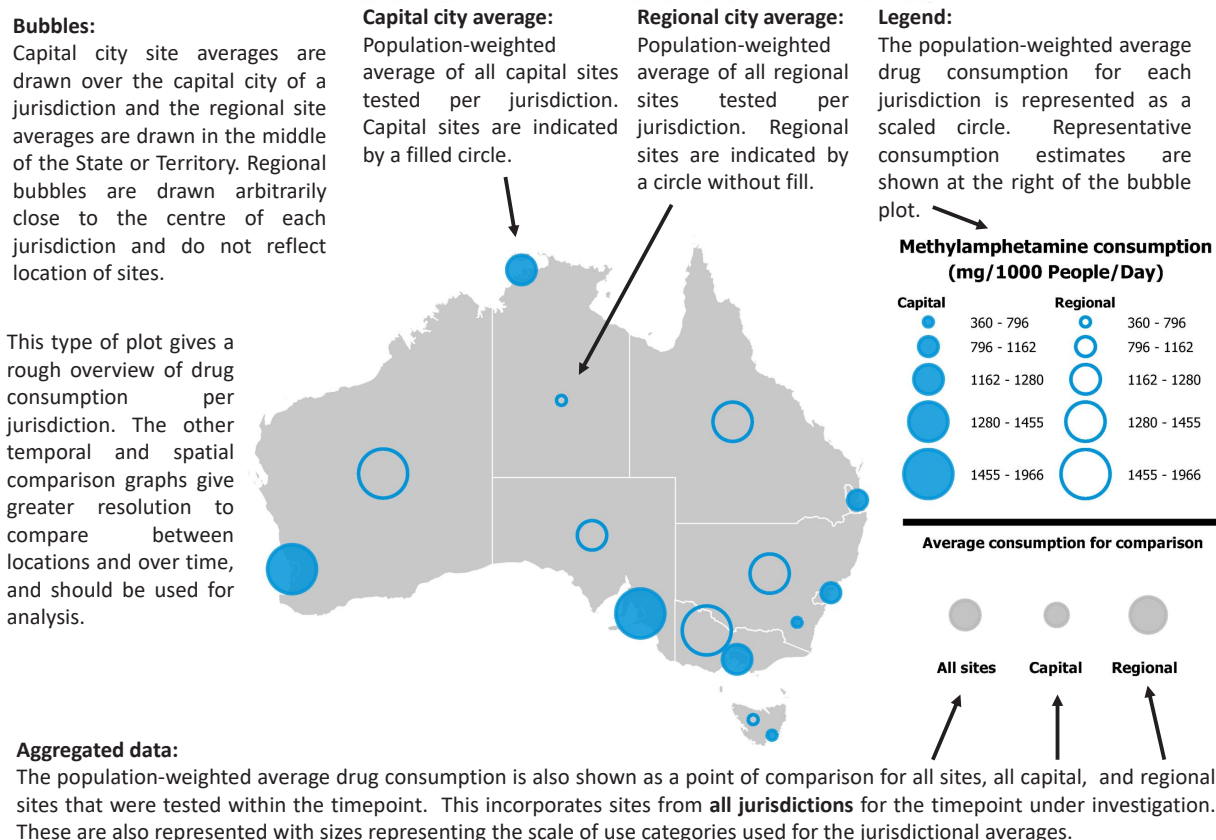 Bubbles:
Capital city site averages are
drawn over the capital city of a
jurisdiction and the regional site
averages are drawn in the middle
of the State or Territory. Regional
bubbles are drawn arbitrarily
close to the centre of each
jurisdiction and do not reflect
location of sites.
This type of plot gives a
rough overview of drug
consumption per
jurisdiction. The other
temporal and spatial
comparison graphs give
greater resolution to
compare between
locations and over time,
and should be used for
analysis.
Capital city average:
Population-weighted
average of all capital sites
tested per jurisdiction.
Capital sites are indicated
by a filled circle.
Regional city average:
Population-weighted
average of all regional
sites tested per
jurisdiction. Regional
sites are indicated by
a circle without fill.
Legend:
The population-weighted average
drug consumption for each
jurisdiction is represented as a
scaled circle. Representative
consumption estimates are
shown at the right of the bubble
plot.
Methylamphetamine consumption
(mg/1000 People/Day)
Capital Regional
360 - 796 360 - 796
796 - 1162 796 - 1162
1162 - 1280 1162 - 1280
1280 - 1455 1280 - 1455
1455 - 1966 1455 - 1966
Average consumption for comparison
All sites Capital Regional
Aggregated data:
The population-weighted average drug consumption is also shown as a point of comparison for all sites, all capital, and regional
sites that were tested within the timepoint. This incorporates sites from all jurisdictions for the timepoint under investigation.
These are also represented with sizes representing the scale of use categories used for the jurisdictional averages.